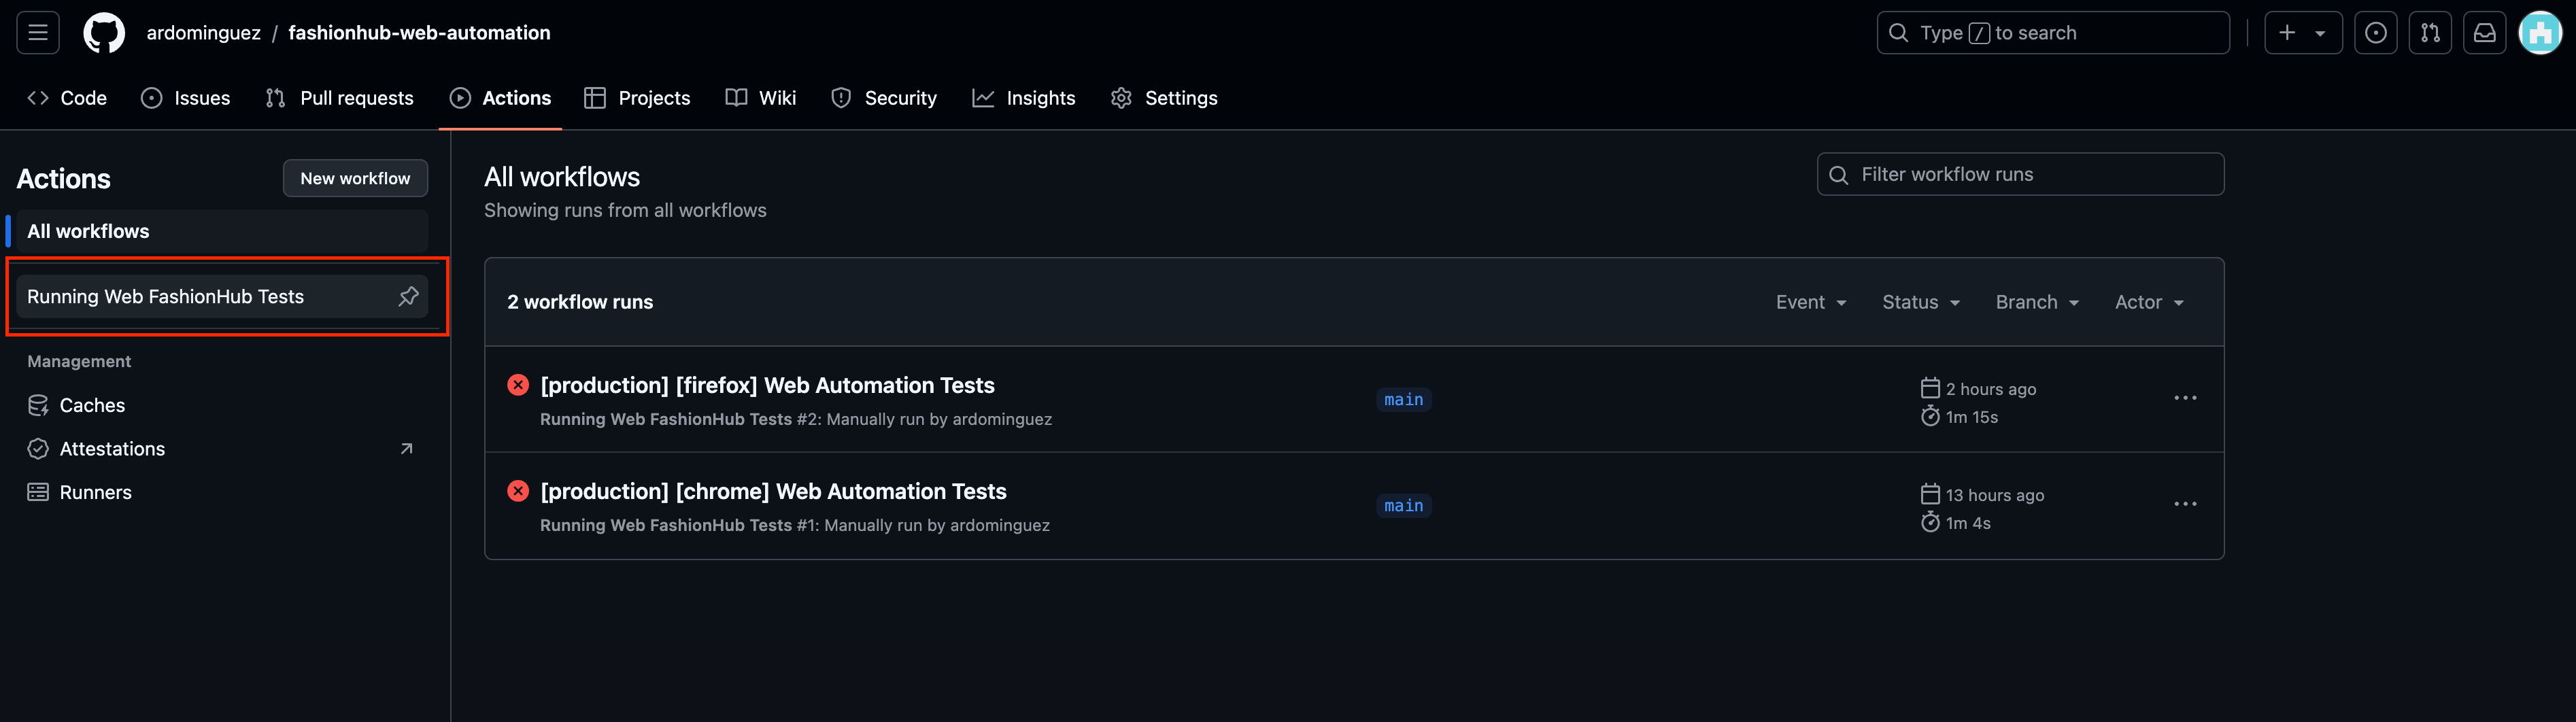 ardominguez / fashionhub-web-automation
Type / to search
Code Issues Pull requests Actions Projects Wiki Security Insights Settings
Actions
New workflow
All workflows
Running Web FashionHub Tests
Management
Caches
Attestations
Runners
All workflows
Showing runs from all workflows
Filter workflow runs
2 workflow runs
Event Status Branch Actor
[production] [firefox] Web Automation Tests
Running Web FashionHub Tests #2: Manually run by ardominguez
main
2 hours ago
1m 15s
[production] [chrome] Web Automation Tests
Running Web FashionHub Tests #1: Manually run by ardominguez
main
13 hours ago
1m 4s